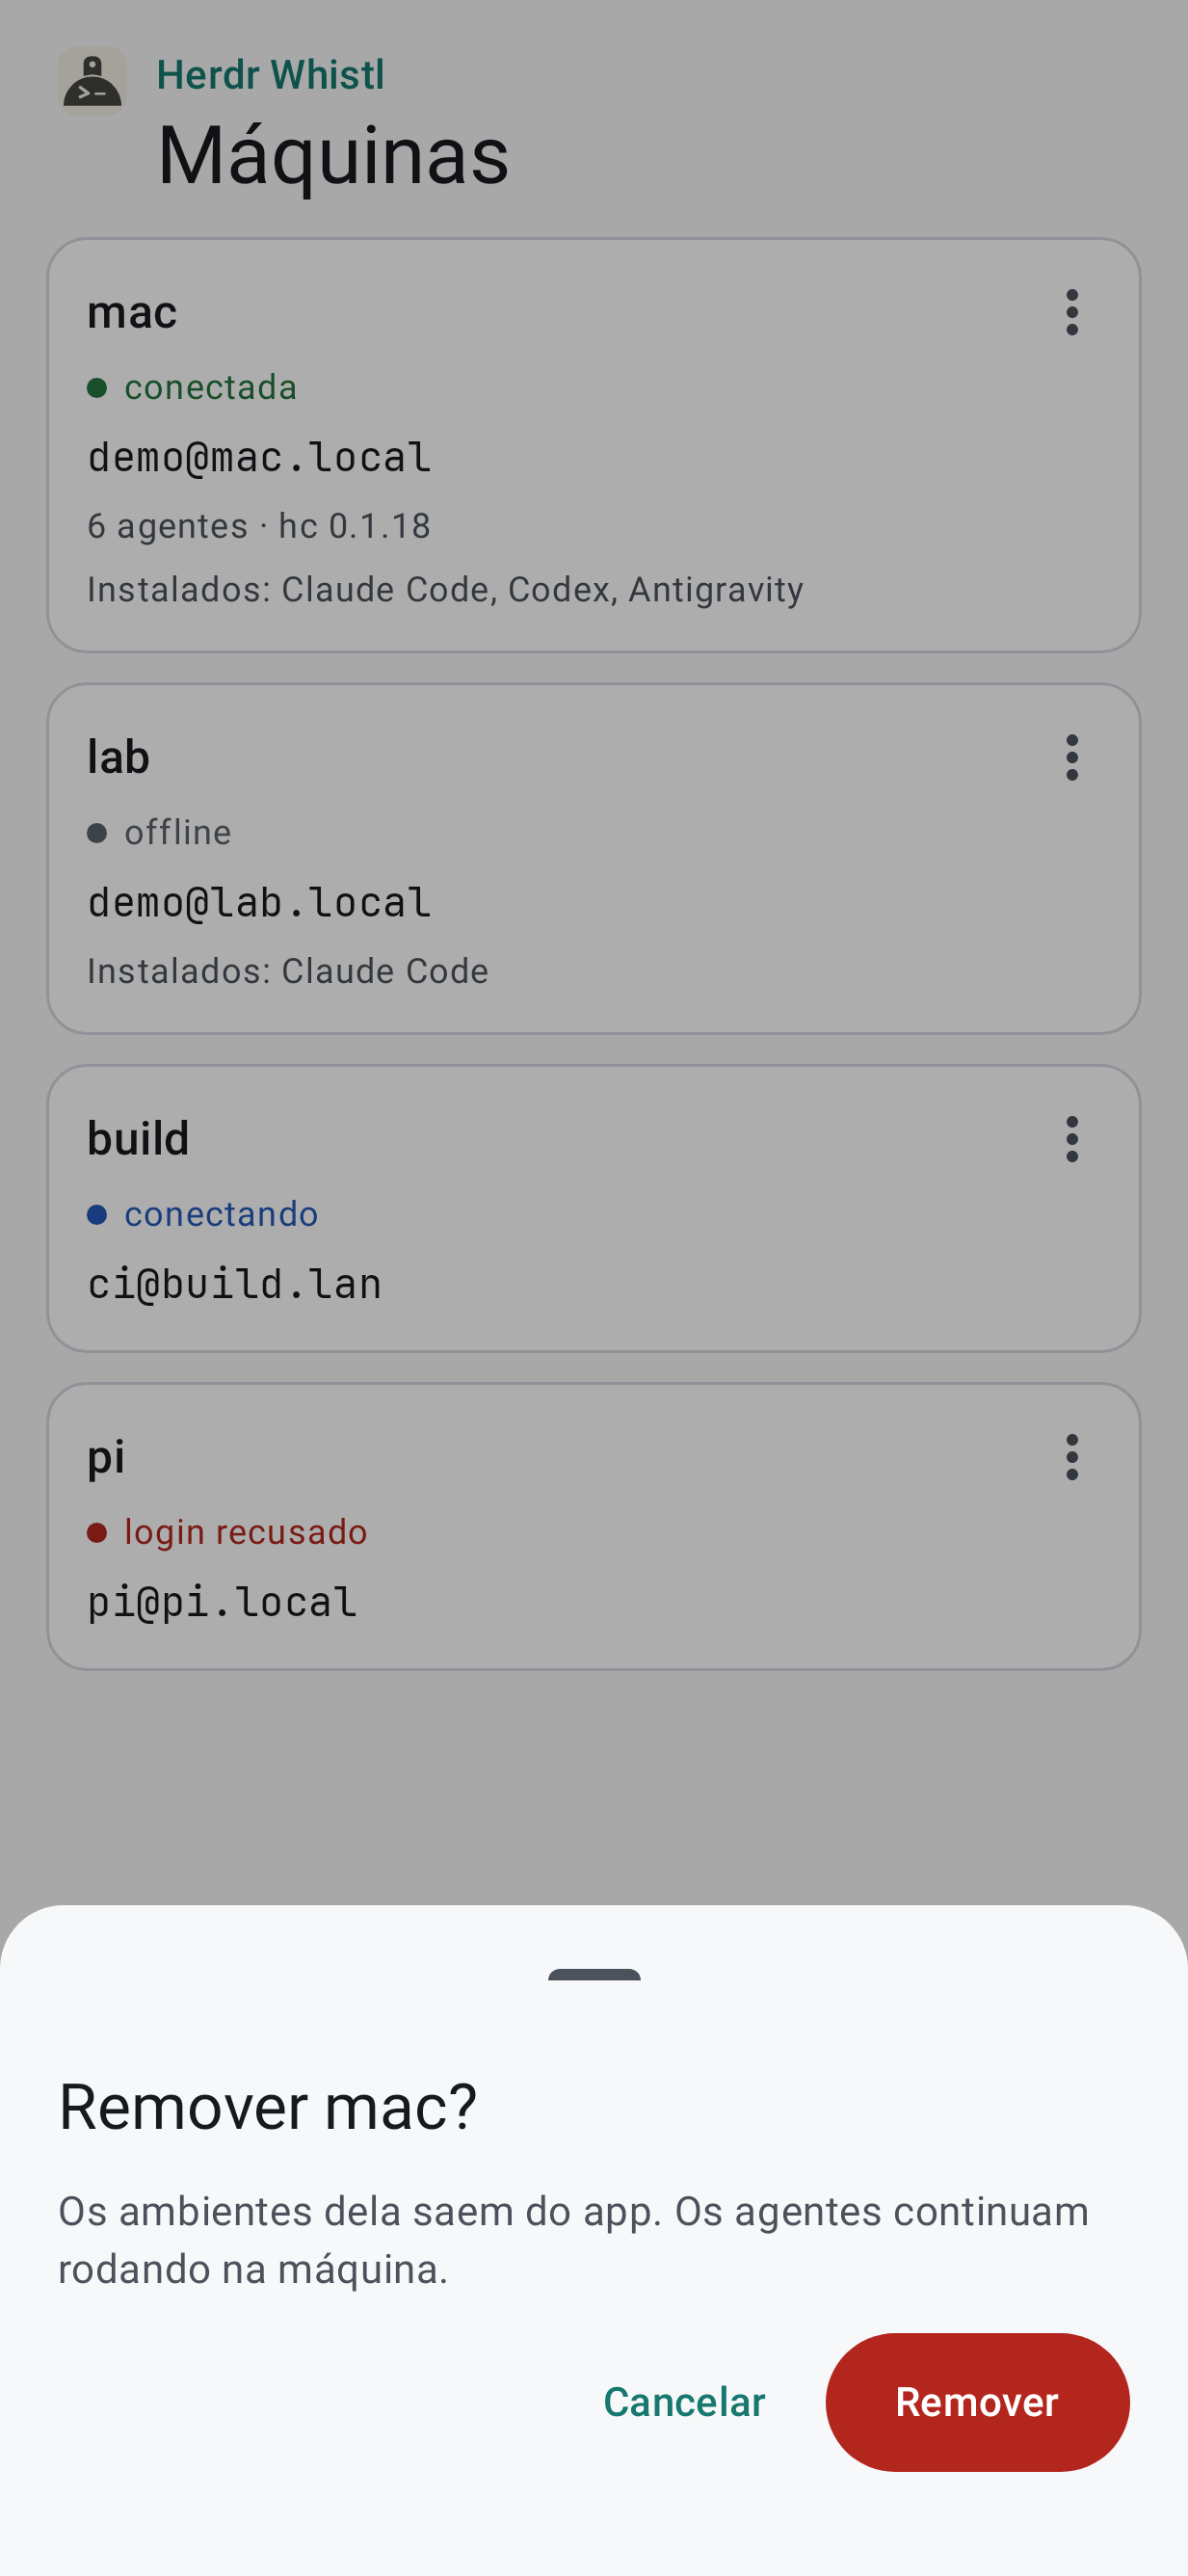 Herdr Whistl
Máquinas
mac
conectada
demo@mac.local
6 agentes · hc 0.1.18
Instalados: Claude Code, Codex, Antigravity
lab
offline
demo@lab.local
Instalados: Claude Code
build
conectando
ci@build.lan
pi
login recusado
pi@pi.local
Remover mac?
Os ambientes dela saem do app. Os agentes continuam
rodando na máquina.
Cancelar
Remover